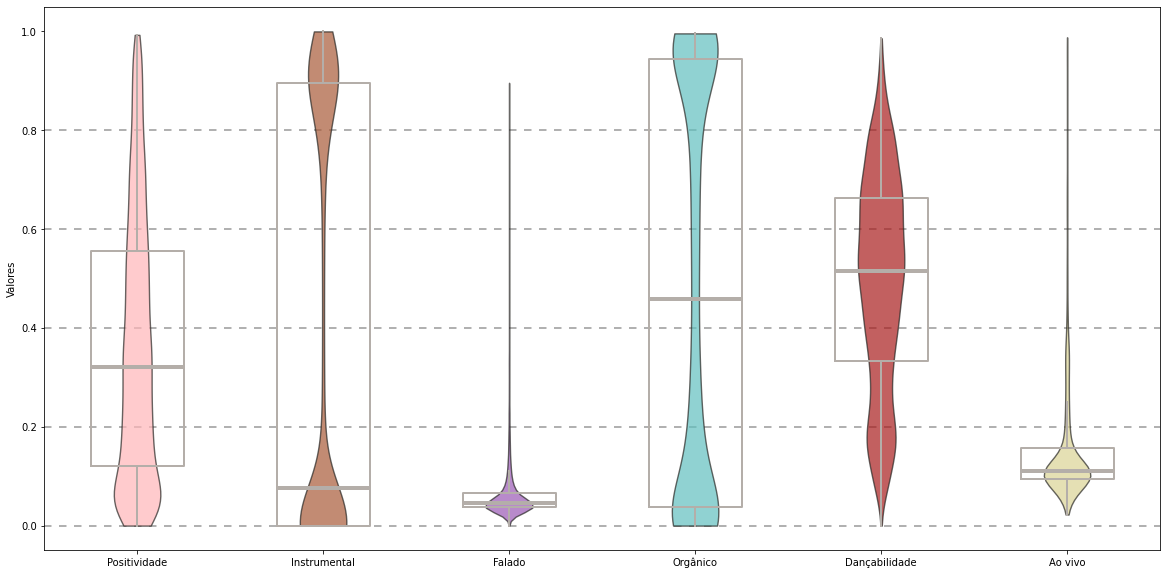 1.0
0.8
0.6
0.4
0.2
0.0
Valores
Positividade
Instrumental
Falado
Orgânico
Dançabilidade
Ao vivo